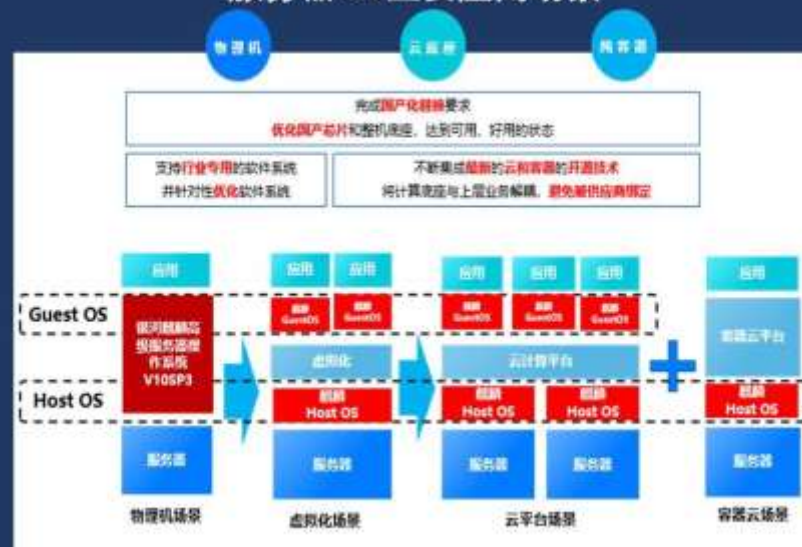 物理机
云底座
纯容器
完成国产化替换要求
优化国产芯片和整机底座，达到可用、好用的状态
支持行业专用的软件系统
并针对性优化软件系统
不断集成最新的云和容器的开源技术
将计算底座与上层业务解耦，避免被供应商绑定
应用
应用
应用
应用
应用
应用
应用
Guest OS
银河麒麟高
级服务器操
作系统
V10SP3
麒麟
GuestOS
麒麟
GuestOS
麒麟
GuestOS
麒麟
GuestOS
麒麟
GuestOS
虚拟化
云计算平台
容器云平台
Host OS
麒麟
Host OS
麒麟
Host OS
麒麟
Host OS
麒麟
Host OS
服务器
服务器
服务器
服务器
服务器
物理机场景
虚拟化场景
云平台场景
容器云场景